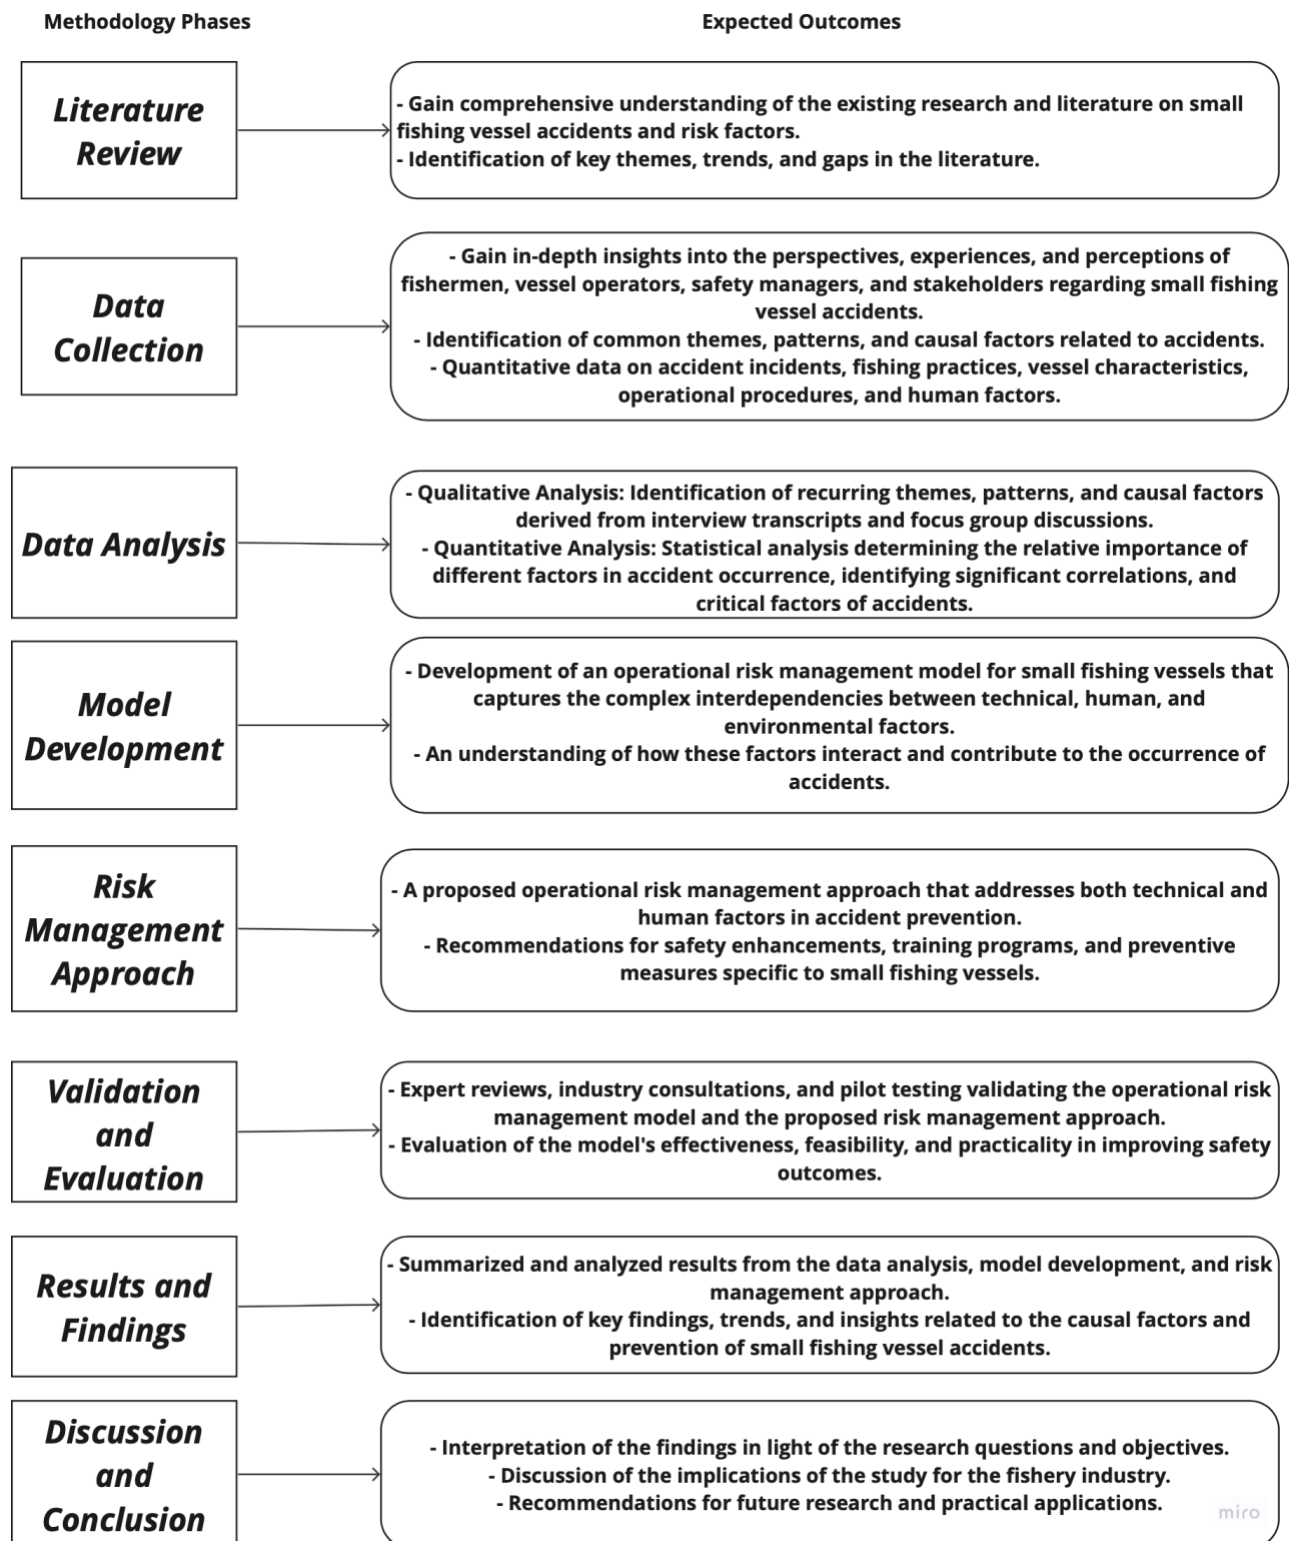 Methodology Phases
Expected Outcomes
Literature
Review
- Gain comprehensive understanding of the existing research and literature on small
fishing vessel accidents and risk factors.
- Identification of key themes, trends, and gaps in the literature.
Data
Collection
- Gain in-depth insights into the perspectives, experiences, and perceptions of
fishermen, vessel operators, safety managers, and stakeholders regarding small fishing
vessel accidents.
- Identification of common themes, patterns, and causal factors related to accidents.
- Quantitative data on accident incidents, fishing practices, vessel characteristics,
operational procedures, and human factors.
Data Analysis
- Qualitative Analysis: Identification of recurring themes, patterns, and causal factors
derived from interview transcripts and focus group discussions.
- Quantitative Analysis: Statistical analysis determining the relative importance of
different factors in accident occurrence, identifying significant correlations, and
critical factors of accidents.
Model
Development
- Development of an operational risk management model for small fishing vessels that
captures the complex interdependencies between technical, human, and
environmental factors.
- An understanding of how these factors interact and contribute to the occurrence of
accidents.
Risk
Management
Approach
- A proposed operational risk management approach that addresses both technical and
human factors in accident prevention.
- Recommendations for safety enhancements, training programs, and preventive
measures specific to small fishing vessels.
Validation
and
Evaluation
- Expert reviews, industry consultations, and pilot testing validating the operational risk
management model and the proposed risk management approach.
- Evaluation of the model's effectiveness, feasibility, and practicality in improving safety
outcomes.
Results and
Findings
- Summarized and analyzed results from the data analysis, model development, and risk
management approach.
- Identification of key findings, trends, and insights related to the causal factors and
prevention of small fishing vessel accidents.
Discussion
and
Conclusion
- Interpretation of the findings in light of the research questions and objectives.
- Discussion of the implications of the study for the fishery industry.
- Recommendations for future research and practical applications.
miro